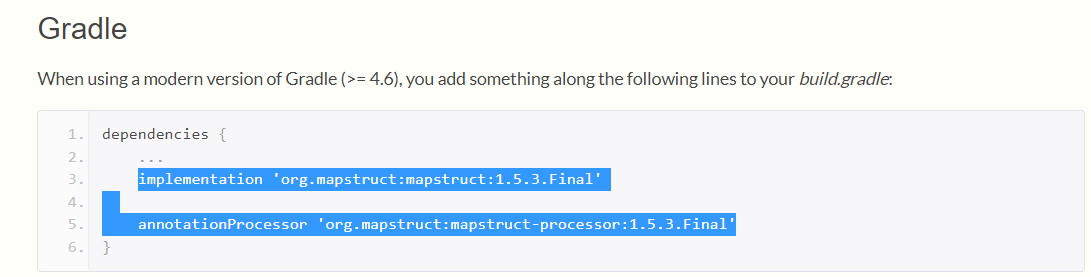 Gradle
When using a modern version of Gradle (>= 4.6), you add something along the following lines to your build.gradle:
1. dependencies {
2.     ...
3.     implementation 'org.mapstruct:mapstruct:1.5.3.Final'
4.
5.     annotationProcessor 'org.mapstruct:mapstruct-processor:1.5.3.Final'
6. }